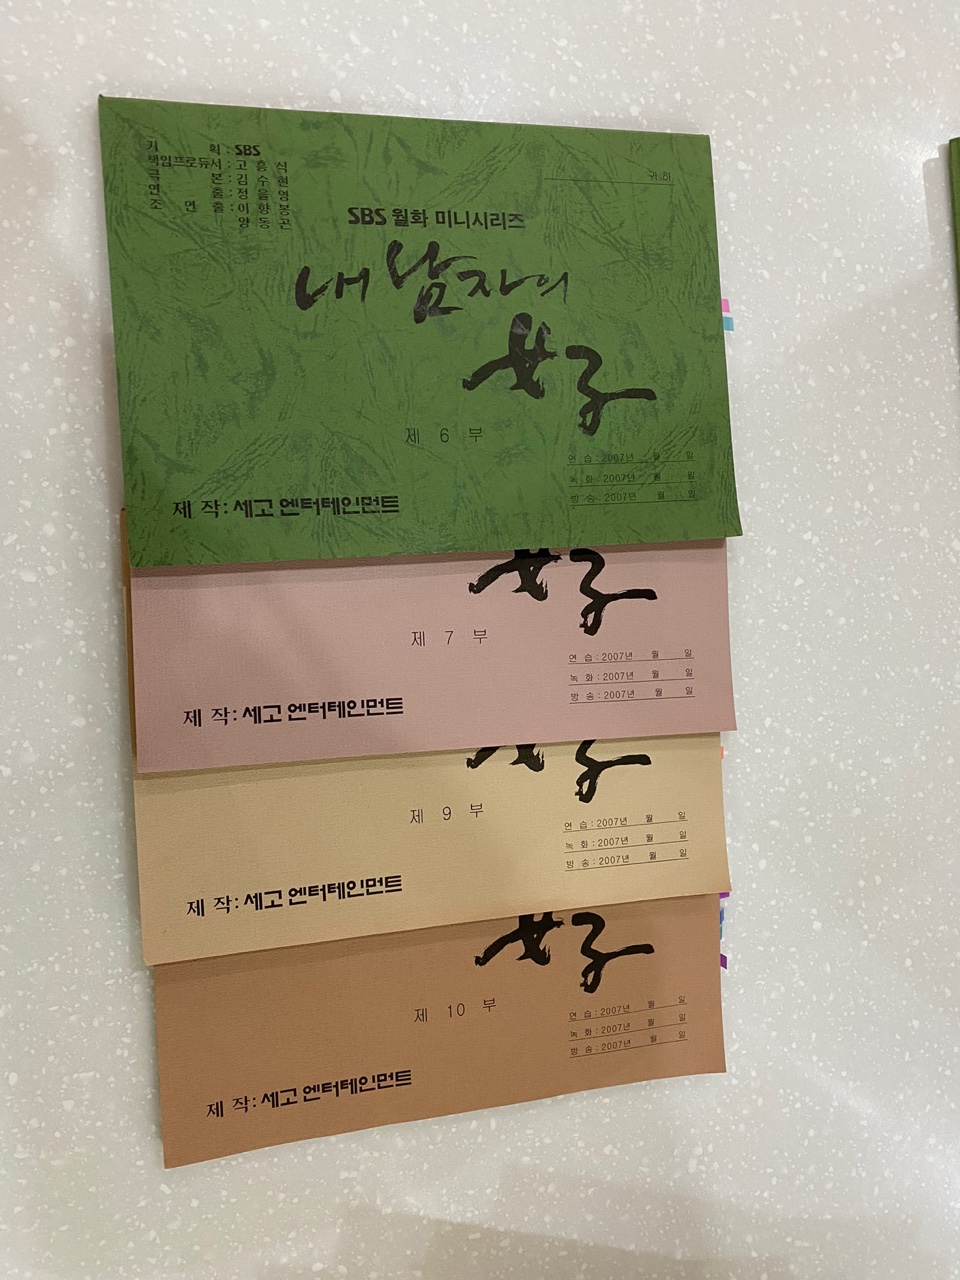 기 획 : SBS
책임프로듀서 : 고 흥 식
극 본 : 김 수 현
연 출 : 정 을 영
조 연 출 : 이 향 봉
양 동 곤
귀 하
SBS 월화 미니시리즈
내 남자의
女子
제 6 부
연 습 : 2007년 월 일
녹 화 : 2007년 월 일
방 송 : 2007년 월 일
제 작 : 세고 엔터테인먼트
女子
제 7 부
연 습 : 2007년 월 일
녹 화 : 2007년 월 일
방 송 : 2007년 월 일
제 작 : 세고 엔터테인먼트
女子
제 9 부
연 습 : 2007년 월 일
녹 화 : 2007년 월 일
방 송 : 2007년 월 일
제 작 : 세고 엔터테인먼트
女子
제 10 부
연 습 : 2007년 월 일
녹 화 : 2007년 월 일
방 송 : 2007년 월 일
제 작 : 세고 엔터테인먼트